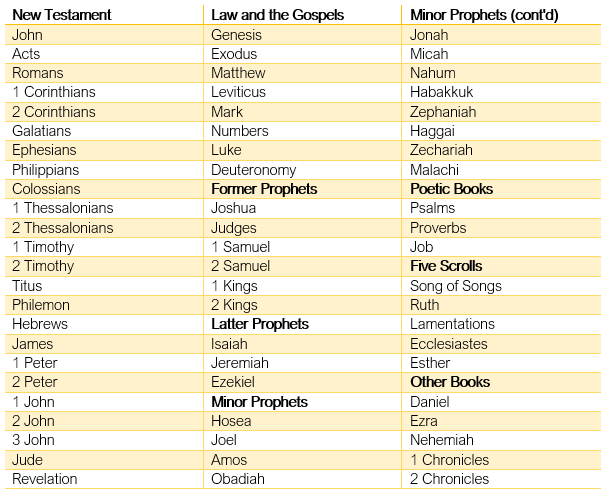 New Testament	Law and the Gospels	Minor Prophets (cont'd)
John	Genesis	Jonah
Acts	Exodus	Micah
Romans	Matthew	Nahum
1 Corinthians	Leviticus	Habakkuk
2 Corinthians	Mark	Zephaniah
Galatians	Numbers	Haggai
Ephesians	Luke	Zechariah
Philippians	Deuteronomy	Malachi
Colossians	Former Prophets	Poetic Books
1 Thessalonians	Joshua	Psalms
2 Thessalonians	Judges	Proverbs
1 Timothy	1 Samuel	Job
2 Timothy	2 Samuel	Five Scrolls
Titus	1 Kings	Song of Songs
Philemon	2 Kings	Ruth
Hebrews	Latter Prophets	Lamentations
James	Isaiah	Ecclesiastes
1 Peter	Jeremiah	Esther
2 Peter	Ezekiel	Other Books
1 John	Minor Prophets	Daniel
2 John	Hosea	Ezra
3 John	Joel	Nehemiah
Jude	Amos	1 Chronicles
Revelation	Obadiah	2 Chronicles